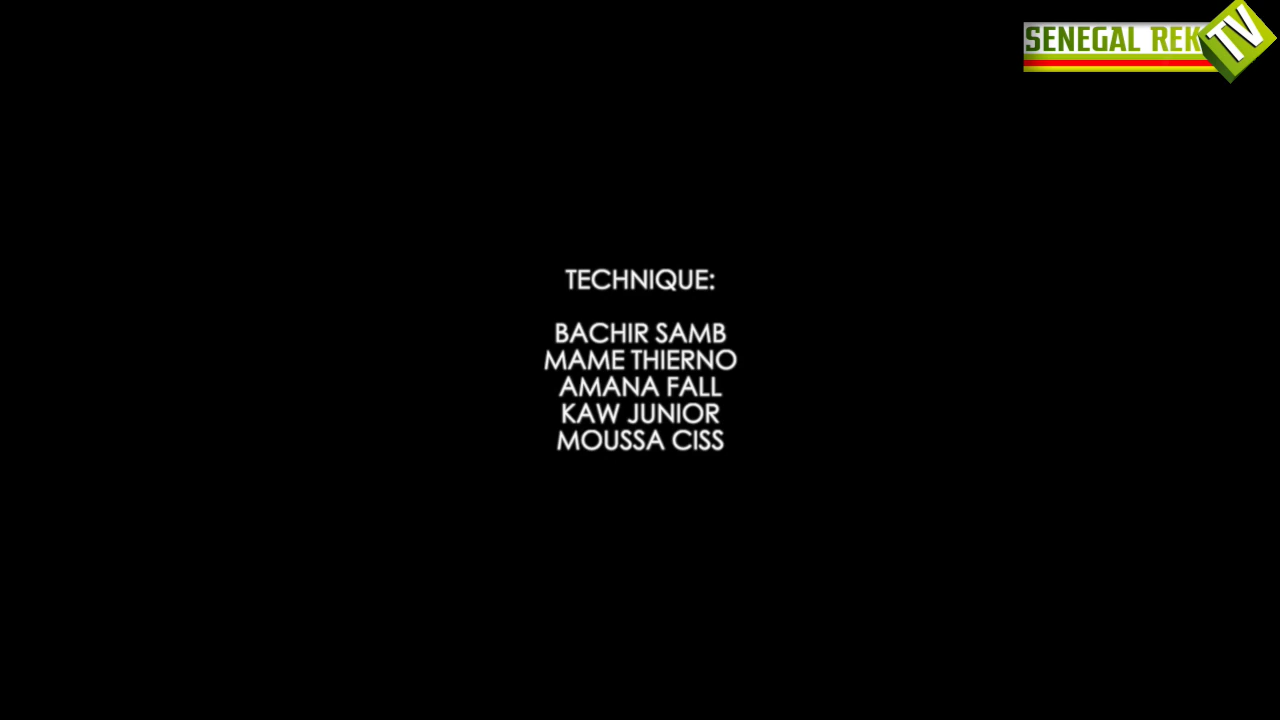 SENEGAL REK TV
TECHNIQUE:
BACHIR SAMB
MAME THIERNO
AMANA FALL
KAW JUNIOR
MOUSSA CISS